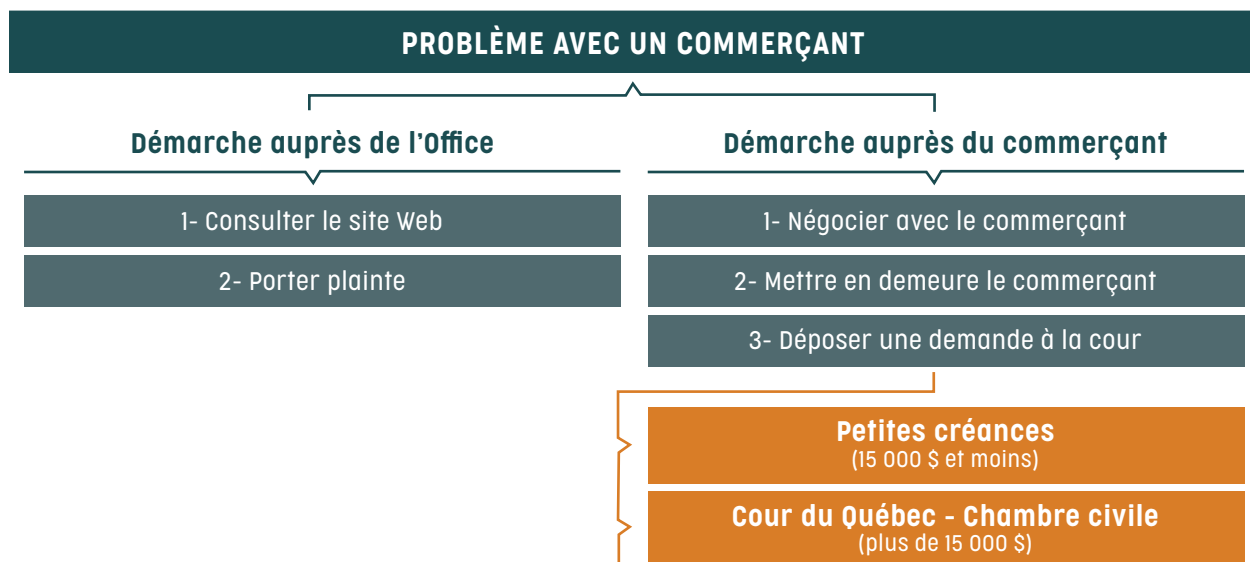 PROBLÈME AVEC UN COMMERÇANT
Démarche auprès de l'Office
1- Consulter le site Web
2- Porter plainte
Démarche auprès du commerçant
1- Négocier avec le commerçant
2- Mettre en demeure le commerçant
3- Déposer une demande à la cour
Petites créances
(15 000 $ et moins)
Cour du Québec - Chambre civile
(plus de 15 000 $)